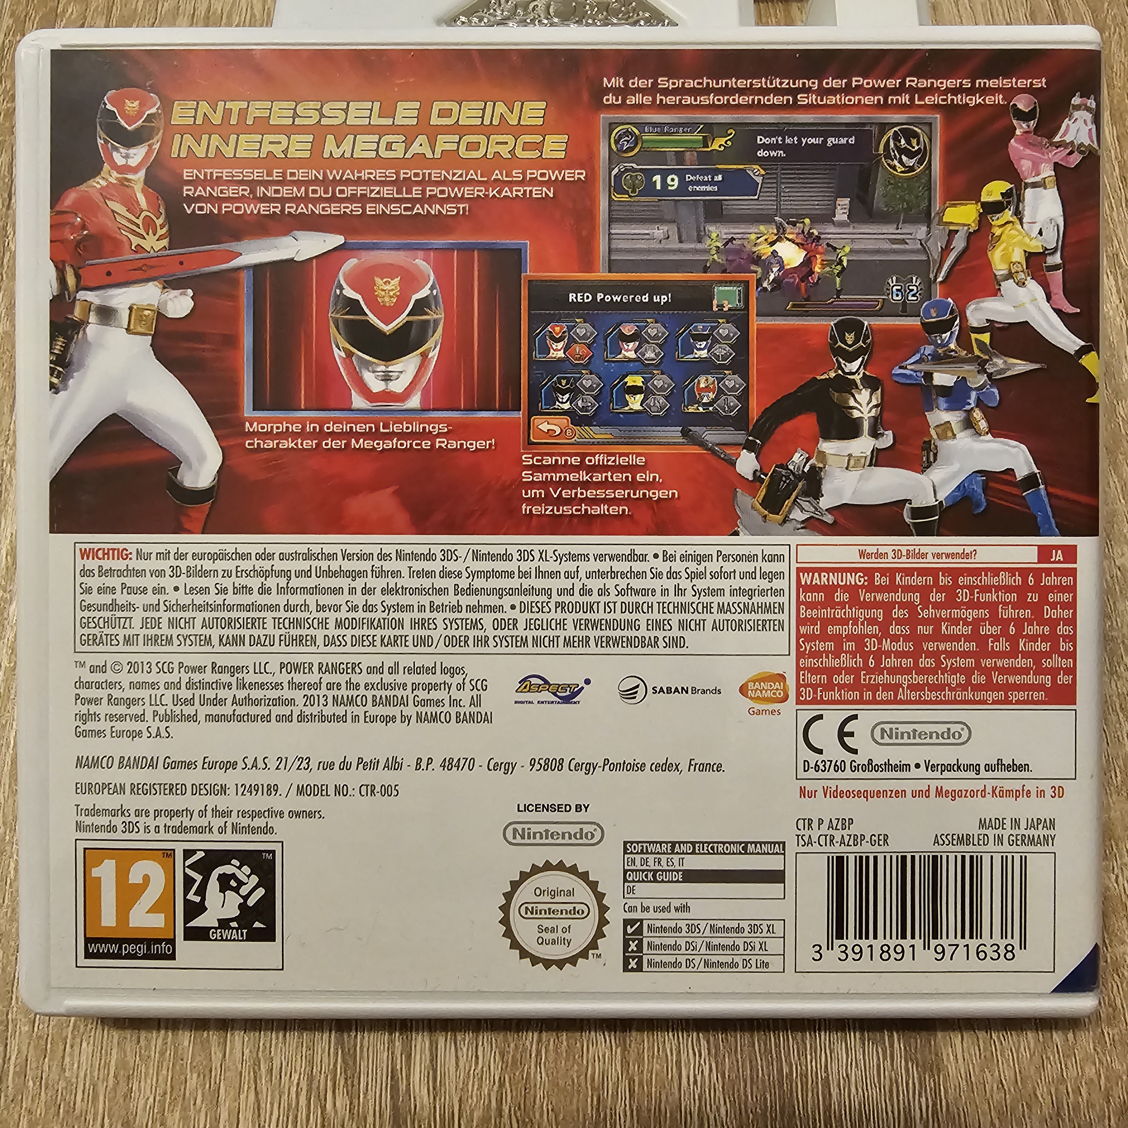 Mit der Sprachunterstützung der Power Rangers meisterst
du alle herausfordernden Situationen mit Leichtigkeit.
ENTFESSELE DEINE
INNERE MEGAFORCE
ENTFESSELE DEIN WAHRES POTENZIAL ALS POWER
RANGER, INDEM DU OFFIZIELLE POWER-KARTEN
VON POWER RANGERS EINSCANNST!
Blue Ranger
Don't let your guard
down.
19 Defeat all
enemies
62
RED Powered up!
B
Morphe in deinen Lieblings-
charakter der Megaforce Ranger!
Scanne offizielle
Sammelkarten ein,
um Verbesserungen
freizuschalten.
WICHTIG: Nur mit der europäischen oder australischen Version des Nintendo 3DS-/Nintendo 3DS XL-Systems verwendbar. • Bei einigen Personen kann
das Betrachten von 3D-Bildern zu Erschöpfung und Unbehagen führen. Treten diese Symptome bei Ihnen auf, unterbrechen Sie das Spiel sofort und legen
Sie eine Pause ein. • Lesen Sie bitte die Informationen in der elektronischen Bedienungsanleitung und die als Software in Ihr System integrierten
Gesundheits- und Sicherheitsinformationen durch, bevor Sie das System in Betrieb nehmen. • DIESES PRODUKT IST DURCH TECHNISCHE MASSNAHMEN
GESCHÜTZT. JEDE NICHT AUTORISIERTE TECHNISCHE MODIFIKATION IHRES SYSTEMS, ODER JEGLICHE VERWENDUNG EINES NICHT AUTORISIERTEN
GERÄTES MIT IHREM SYSTEM, KANN DAZU FÜHREN, DASS DIESE KARTE UND/ODER IHR SYSTEM NICHT MEHR VERWENDBAR SIND.
Werden 3D-Bilder verwendet? JA
WARNUNG: Bei Kindern bis einschließlich 6 Jahren
kann die Verwendung der 3D-Funktion zu einer
Beeinträchtigung des Sehvermögens führen. Daher
wird empfohlen, dass nur Kinder über 6 Jahre das
System im 3D-Modus verwenden. Falls Kinder bis
einschließlich 6 Jahren das System verwenden, sollten
Eltern oder Erziehungsberechtigte die Verwendung der
3D-Funktion in den Altersbeschränkungen sperren.
™ and © 2013 SCG Power Rangers LLC., POWER RANGERS and all related logos,
characters, names and distinctive likenesses thereof are the exclusive property of SCG
Power Rangers LLC. Used Under Authorization. 2013 NAMCO BANDAI Games Inc. All
rights reserved. Published, manufactured and distributed in Europe by NAMCO BANDAI
Games Europe S.A.S.
ASPECT
DIGITAL ENTERTAINMENT
SABAN Brands
BANDAI
NAMCO
Games
CE Nintendo
D-63760 Großostheim • Verpackung aufheben.
NAMCO BANDAI Games Europe S.A.S. 21/23, rue du Petit Albi - B.P. 48470 - Cergy - 95808 Cergy-Pontoise cedex, France.
EUROPEAN REGISTERED DESIGN: 1249189. / MODEL NO.: CTR-005
Trademarks are property of their respective owners.
Nintendo 3DS is a trademark of Nintendo.
Nur Videosequenzen und Megazord-Kämpfe in 3D
LICENSED BY
Nintendo
CTR P AZBP MADE IN JAPAN
TSA-CTR-AZBP-GER ASSEMBLED IN GERMANY
12 ™
www.pegi.info
™
GEWALT
Original
Nintendo
Seal of
Quality
™
SOFTWARE AND ELECTRONIC MANUAL
EN, DE, FR, ES, IT
QUICK GUIDE
DE
Can be used with
Nintendo 3DS/Nintendo 3DS XL
Nintendo DSi/Nintendo DSi XL
Nintendo DS/Nintendo DS Lite
3 391891 971638